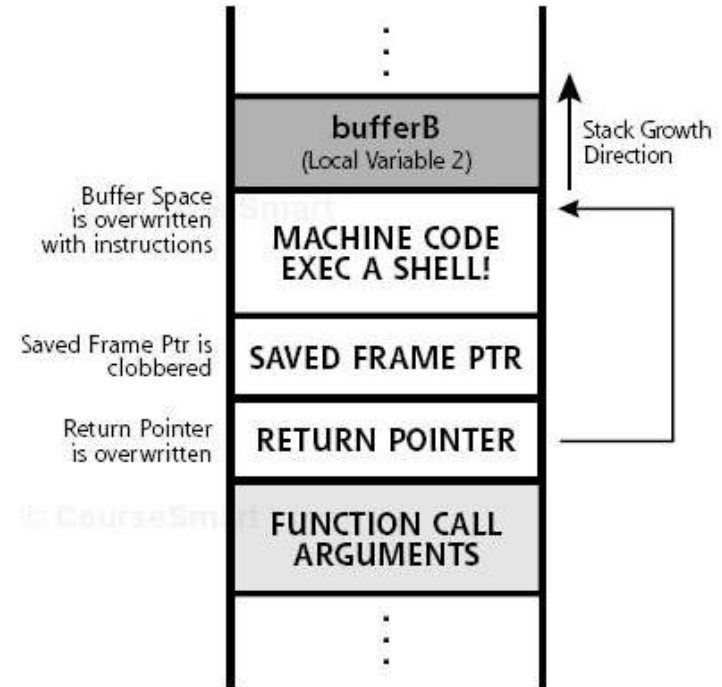 bufferB
(Local Variable 2)
Stack Growth
Direction
Buffer Space
is overwritten
with instructions
MACHINE CODE
EXEC A SHELL!
Saved Frame Ptr is
clobbered
SAVED FRAME PTR
Return Pointer
is overwritten
RETURN POINTER
© CourseSmart
FUNCTION CALL
ARGUMENTS